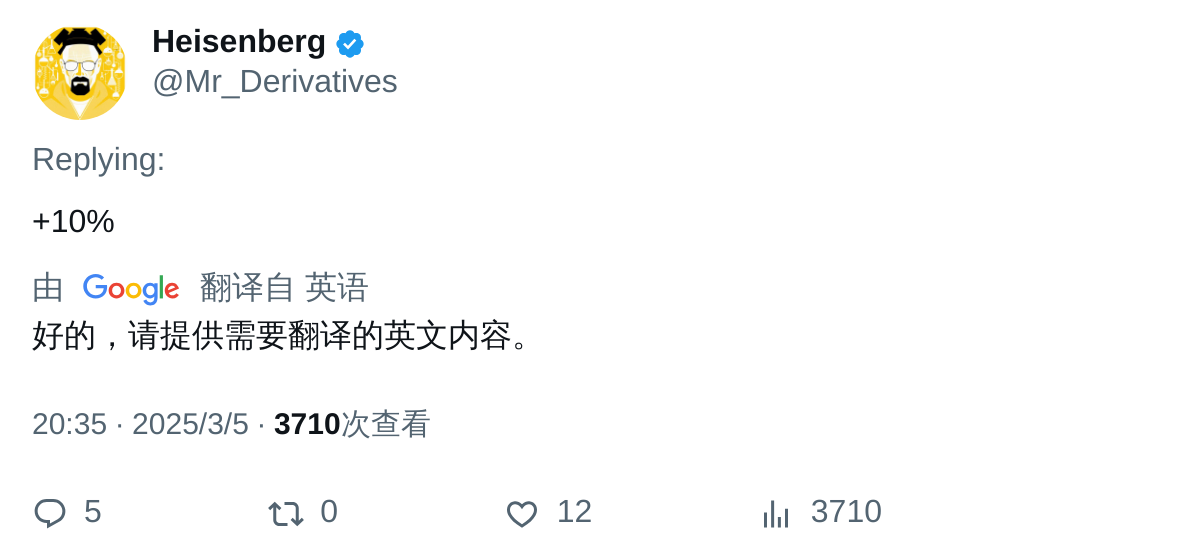 Heisenberg
@Mr_Derivatives
Replying:
+10%
由 Google 翻译自 英语
好的，请提供需要翻译的英文内容。
20:35 · 2025/3/5 · 3710次查看
5 0 12 3710